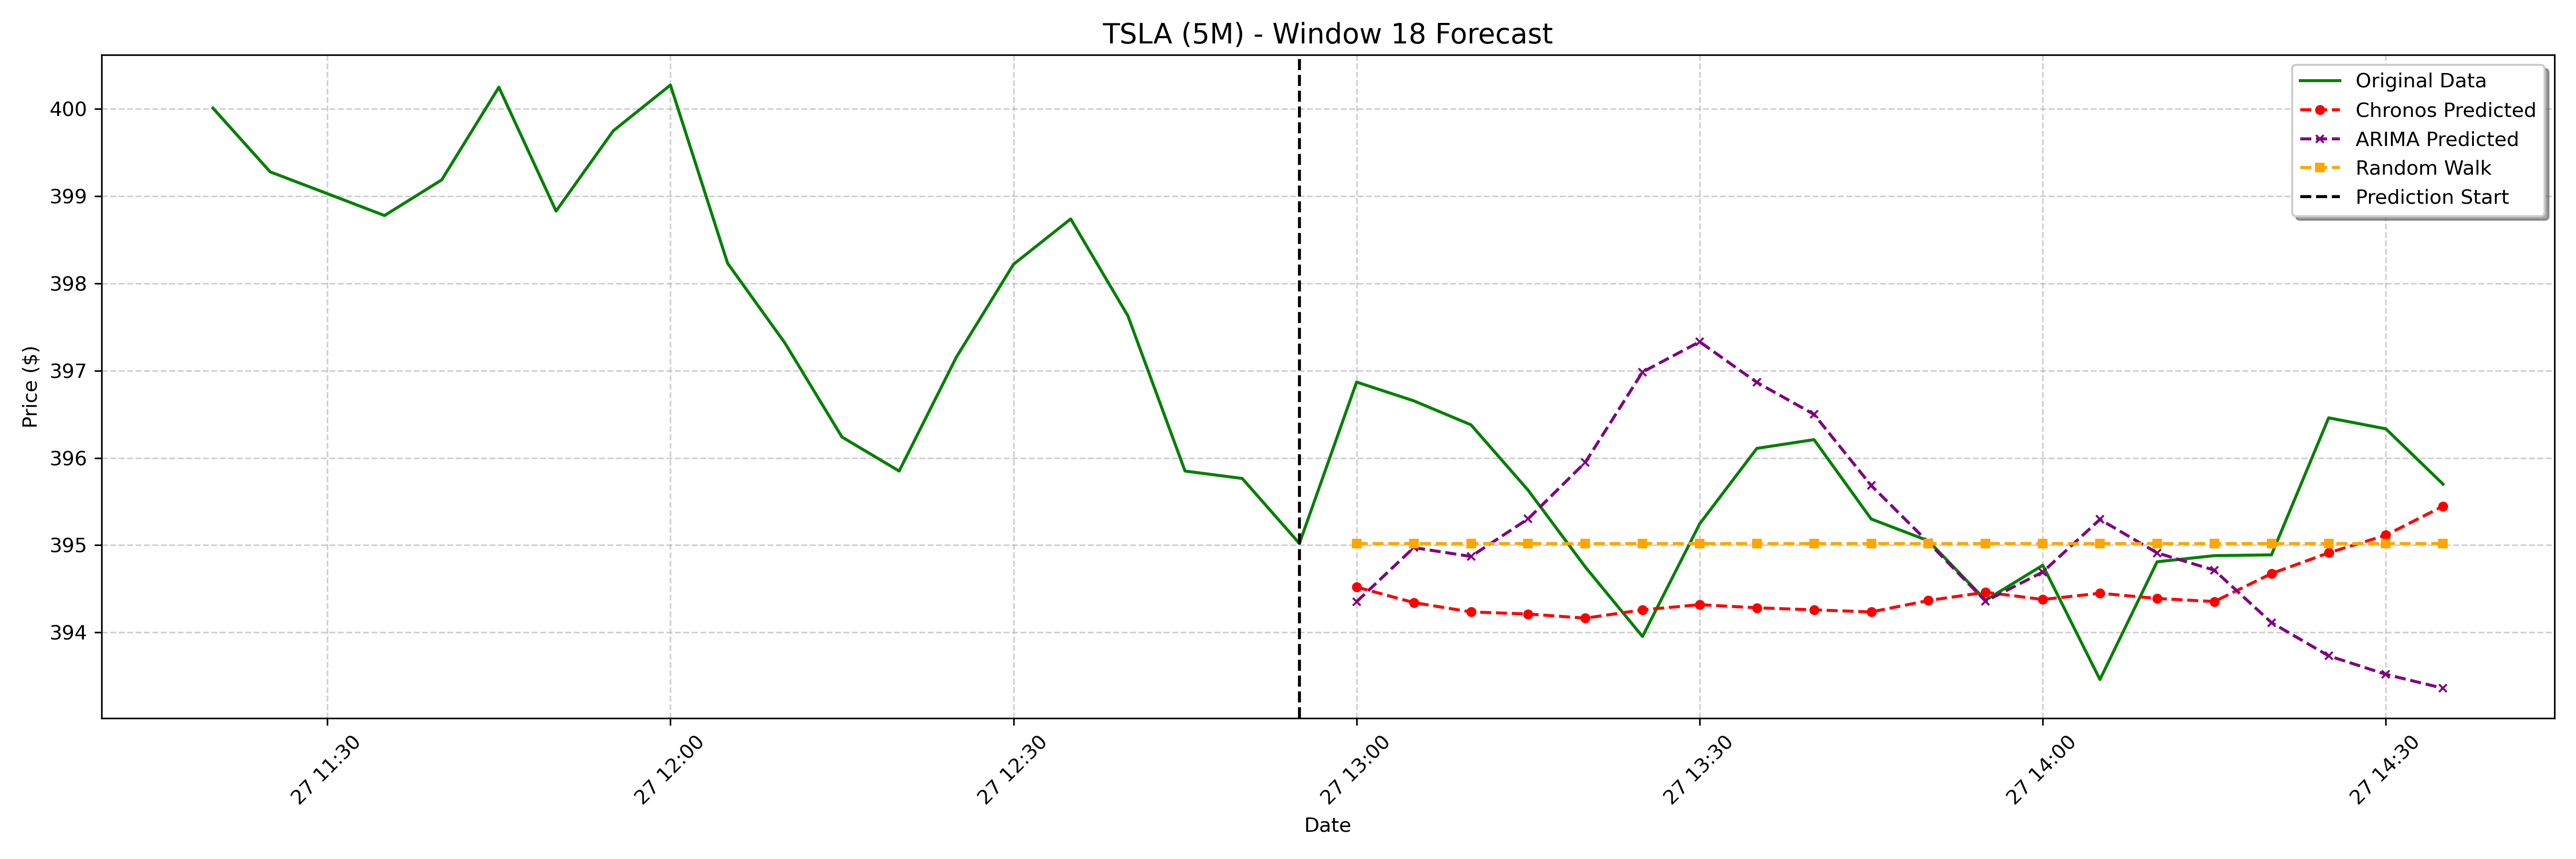 TSLA (5M) - Window 18 Forecast
Original Data
Chronos Predicted
ARIMA Predicted
Random Walk
Prediction Start
Price ($)
400
399
398
397
396
395
394
27 11:30
27 12:00
27 12:30
27 13:00
27 13:30
27 14:00
27 14:30
Date